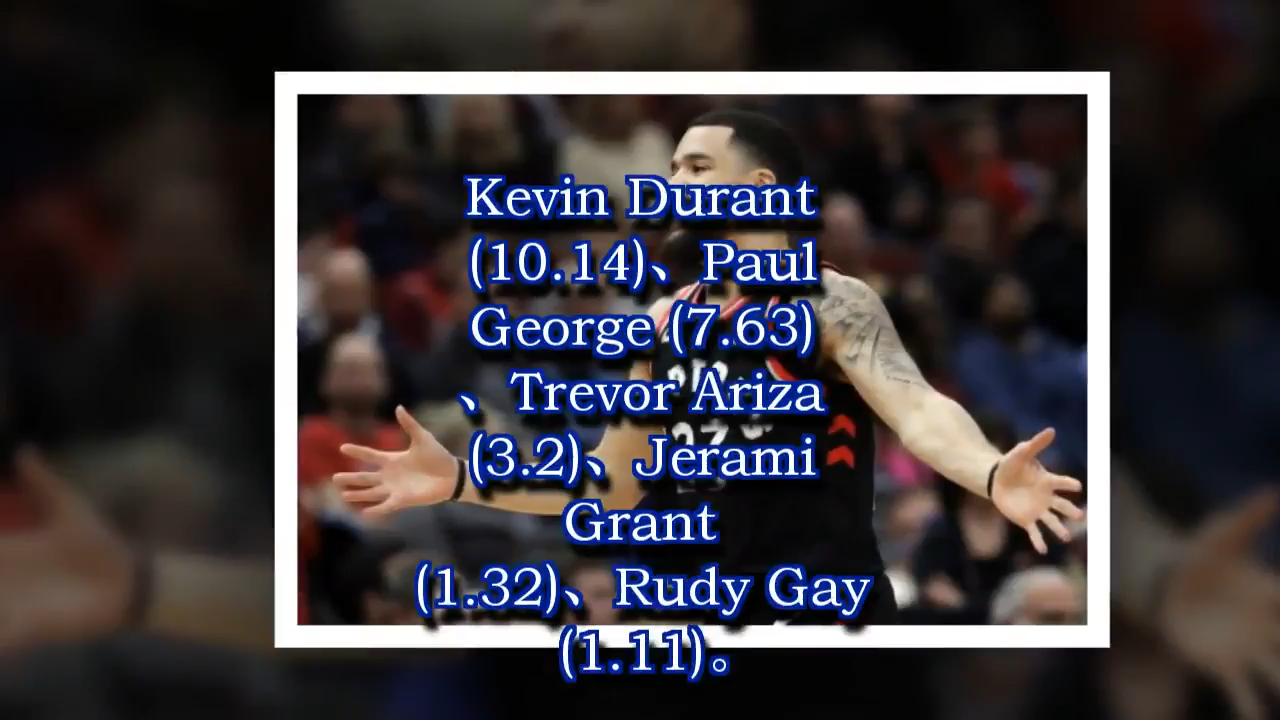 Kevin Durant
(10.14)、Paul
George (7.63)
、Trevor Ariza
(3.2)、Jerami
Grant
(1.32)、Rudy Gay
(1.11)。